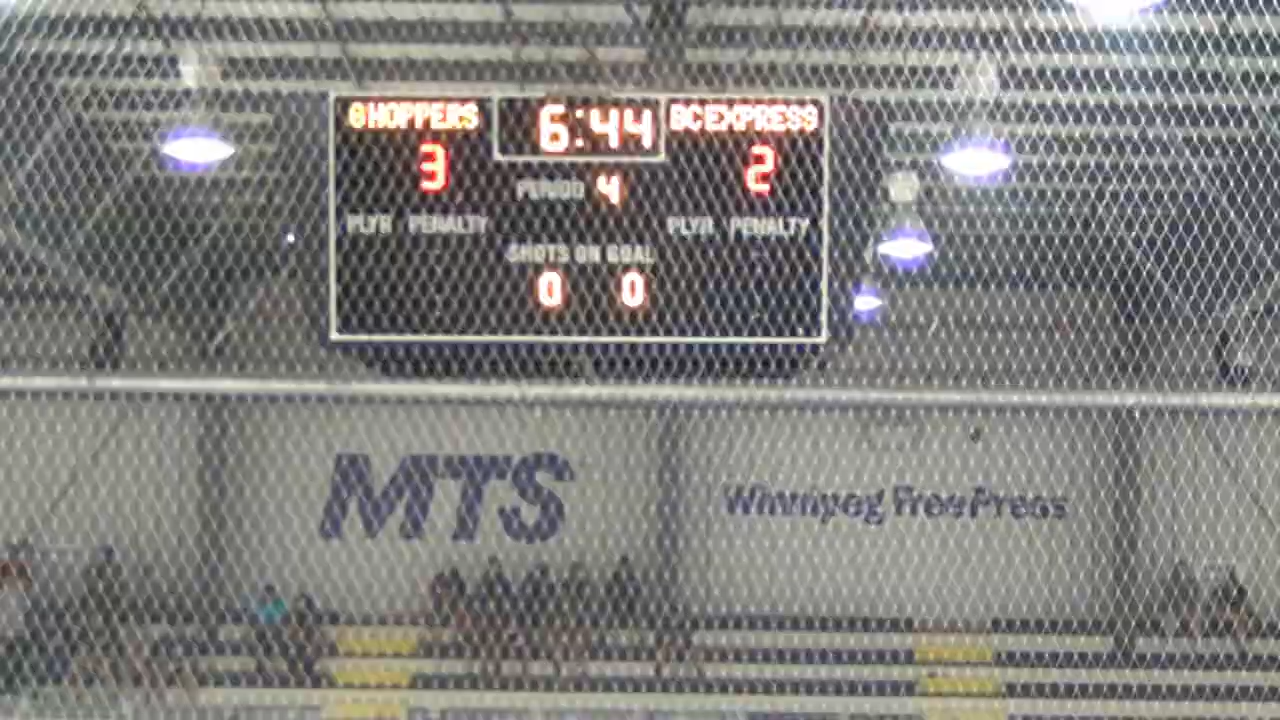 CHOPPERS 6:44 BCEXPRESS
3 2
PERIOD 4
PLYR PENALTY PLYR PENALTY
SHOTS ON GOAL
0 0
MTS
Winnipeg Free Press